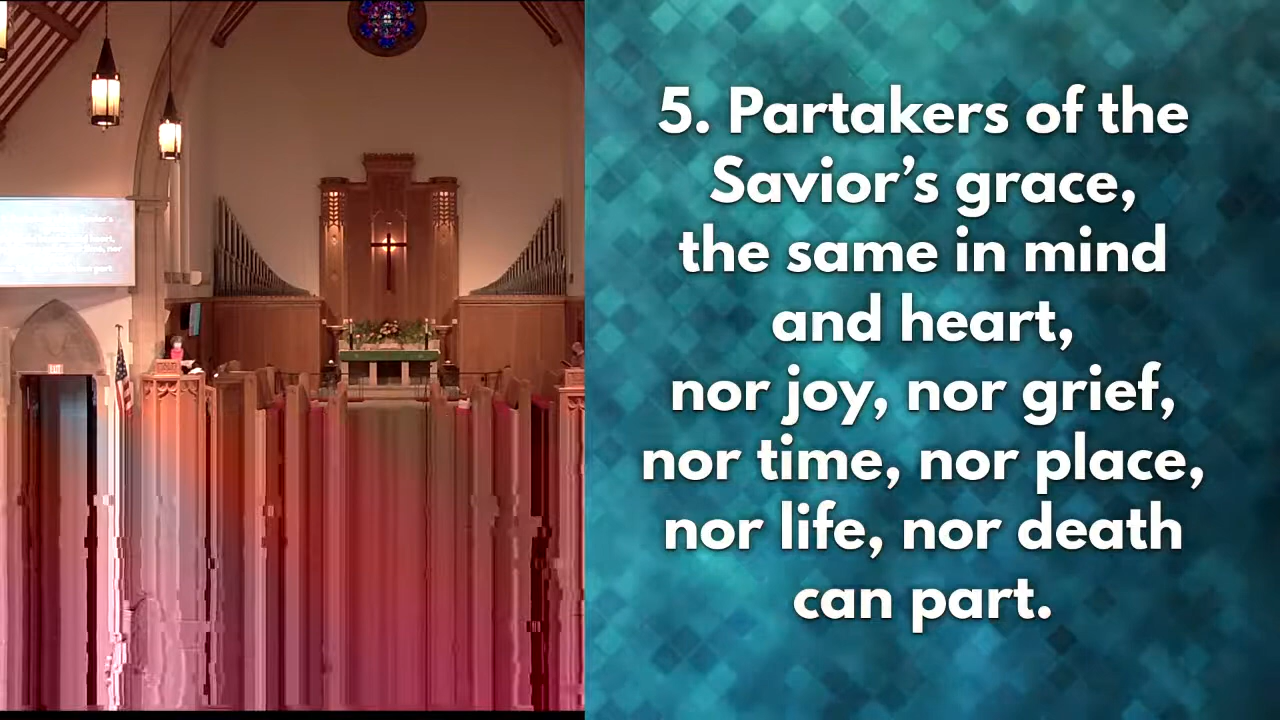 5. Partakers of the
Savior’s grace,
the same in mind
and heart,
nor joy, nor grief,
nor time, nor place,
nor life, nor death
can part.
EXIT